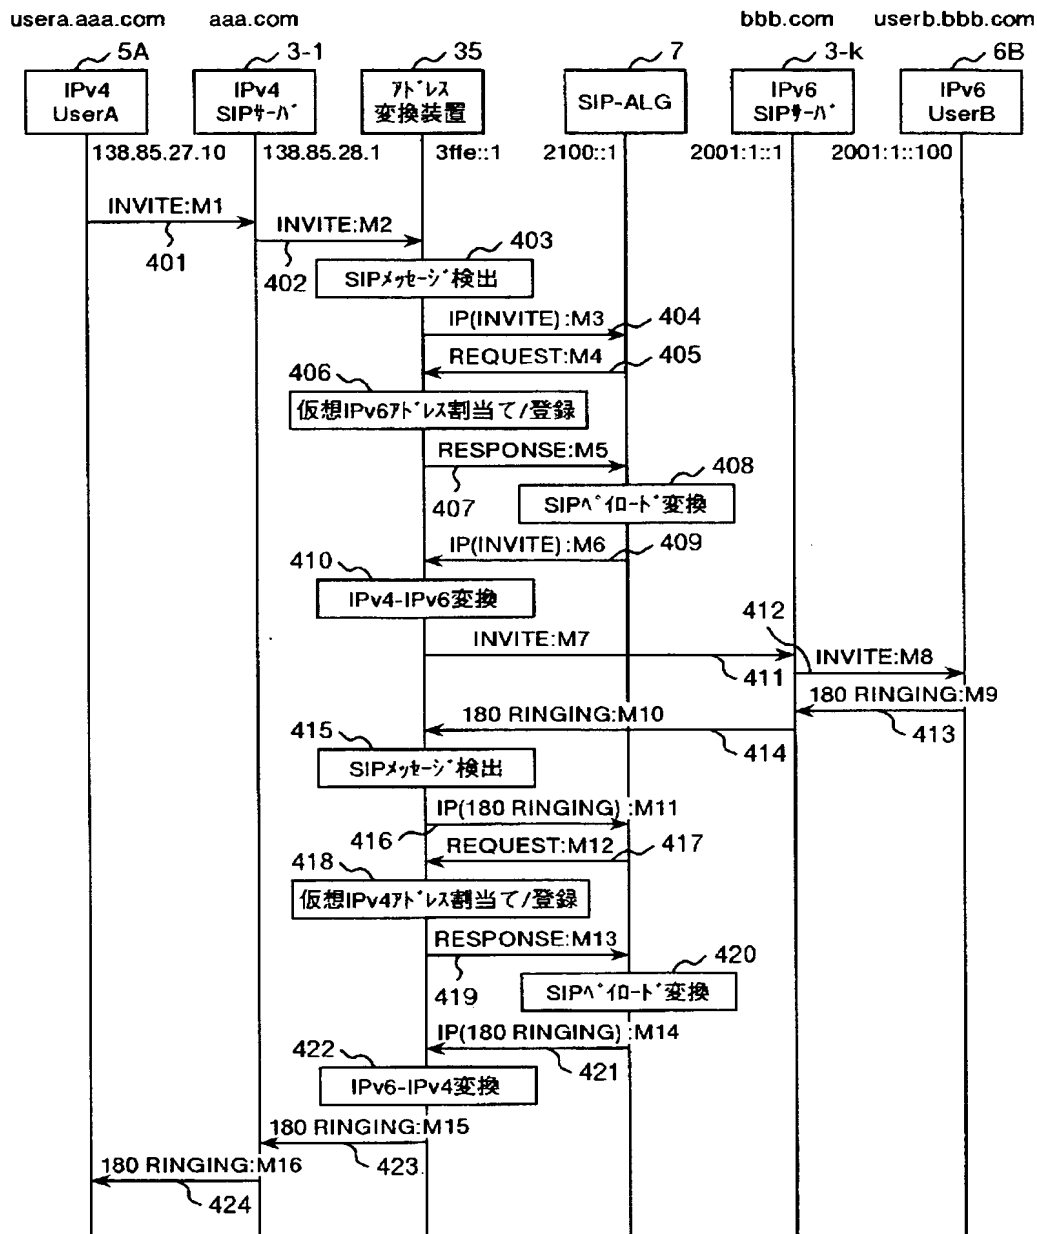 usera.aaa.com aaa.com bbb.com userb.bbb.com
5A 3-1 35 7 3-k 6B
IPv4 UserA
IPv4 SIPサーバ
アドレス変換装置
SIP-ALG
IPv6 SIPサーバ
IPv6 UserB
138.85.27.10 138.85.28.1 3ffe::1 2100::1 2001:1::1 2001:1::100
INVITE:M1
401
INVITE:M2
402
403
SIPメッセージ検出
IP(INVITE):M3
404
REQUEST:M4
405
406
仮想IPv6アドレス割当て/登録
RESPONSE:M5
407
408
SIPペイロード変換
IP(INVITE):M6
409
410
IPv4-IPv6変換
INVITE:M7
411
412
INVITE:M8
180 RINGING:M9
413
180 RINGING:M10
414
415
SIPメッセージ検出
IP(180 RINGING) :M11
416
REQUEST:M12
417
418
仮想IPv4アドレス割当て/登録
RESPONSE:M13
419
420
SIPペイロード変換
IP(180 RINGING) :M14
421
422
IPv6-IPv4変換
180 RINGING:M15
423
180 RINGING:M16
424